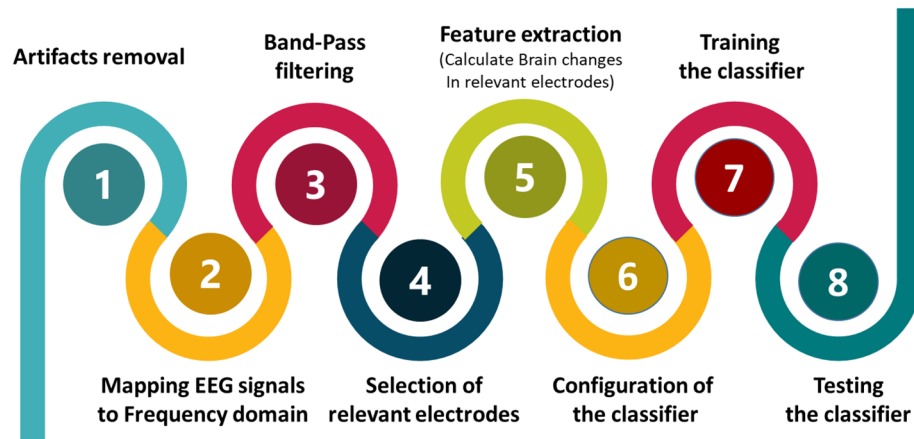 Artifacts removal
1
Mapping EEG signals
to Frequency domain
2
Band-Pass
filtering
3
Selection of
relevant electrodes
4
Feature extraction
(Calculate Brain changes
In relevant electrodes)
5
Configuration of
the classifier
6
Training
the classifier
7
Testing
the classifier
8